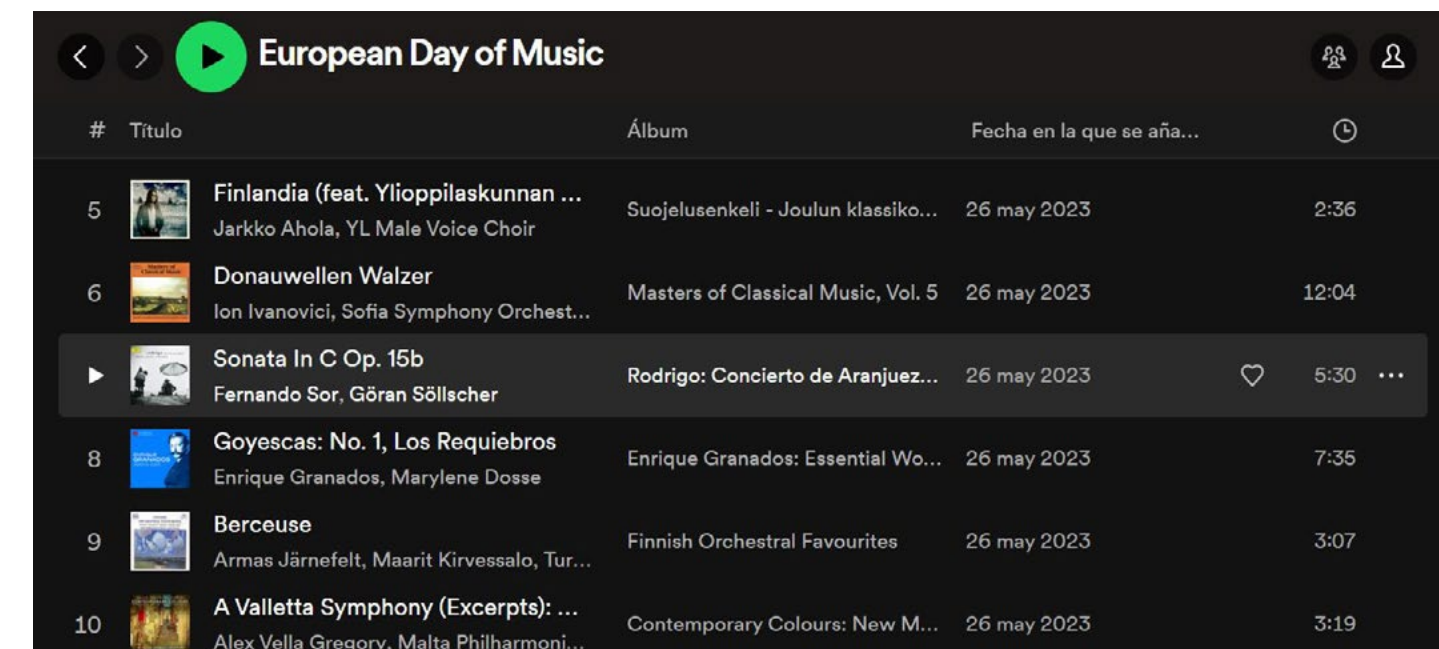 European Day of Music
# Título Álbum Fecha en la que se aña...
5 Finlandia (feat. Ylioppilaskunnan ... Suojelusenkeli - Joulun klassiko... 26 may 2023 2:36
Jarkko Ahola, YL Male Voice Choir
6 Donauwellen Walzer Masters of Classical Music, Vol. 5 26 may 2023 12:04
Ion Ivanovici, Sofia Symphony Orchest...
Sonata In C Op. 15b Rodrigo: Concierto de Aranjuez... 26 may 2023 5:30
Fernando Sor, Göran Söllscher
8 Goyescas: No. 1, Los Requiebros Enrique Granados: Essential Wo... 26 may 2023 7:35
Enrique Granados, Marylene Dosse
9 Berceuse Finnish Orchestral Favourites 26 may 2023 3:07
Armas Järnefelt, Maarit Kirvessalo, Tur...
10 A Valletta Symphony (Excerpts): ... Contemporary Colours: New M... 26 may 2023 3:19
Alex Vella Gregory, Malta Philharmoni...